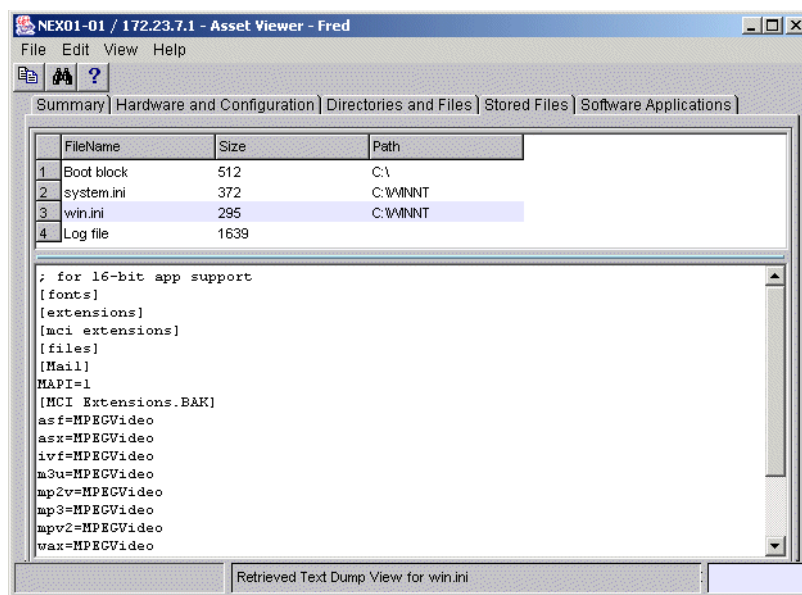 NEX01-01 / 172.23.7.1 - Asset Viewer - Fred
File Edit View Help
?
Summary Hardware and Configuration Directories and Files Stored Files Software Applications
FileName Size Path
1 Boot block 512 C:\
2 system.ini 372 C:\WINNT
3 win.ini 295 C:\WINNT
4 Log file 1639
; for 16-bit app support
[fonts]
[extensions]
[mci extensions]
[files]
[Mail]
MAPI=1
[MCI Extensions.BAK]
asf=MPEGVideo
asx=MPEGVideo
ivf=MPEGVideo
m3u=MPEGVideo
mp2v=MPEGVideo
mp3=MPEGVideo
mpv2=MPEGVideo
wax=MPEGVideo
Retrieved Text Dump View for win.ini